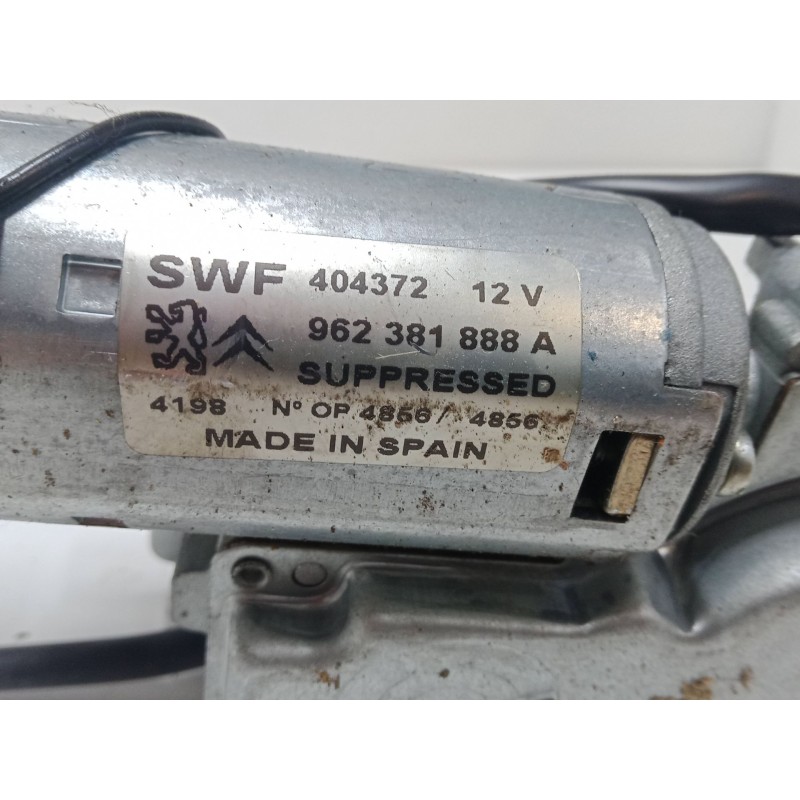 SWF 404372 12 V
962 381 888 A
SUPPRESSED
4198 Nº OP 4856/ 4856
MADE IN SPAIN